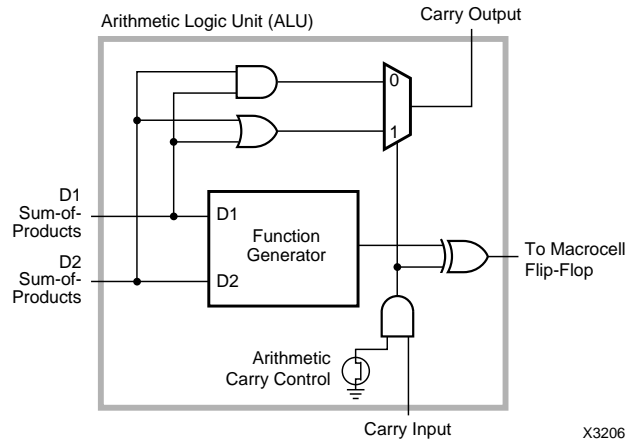 Arithmetic Logic Unit (ALU)
Carry Output
0
1
D1
Sum-of-
Products
D2
Sum-of-
Products
D1
D2
Function
Generator
To Macrocell
Flip-Flop
Arithmetic
Carry Control
Carry Input
X3206